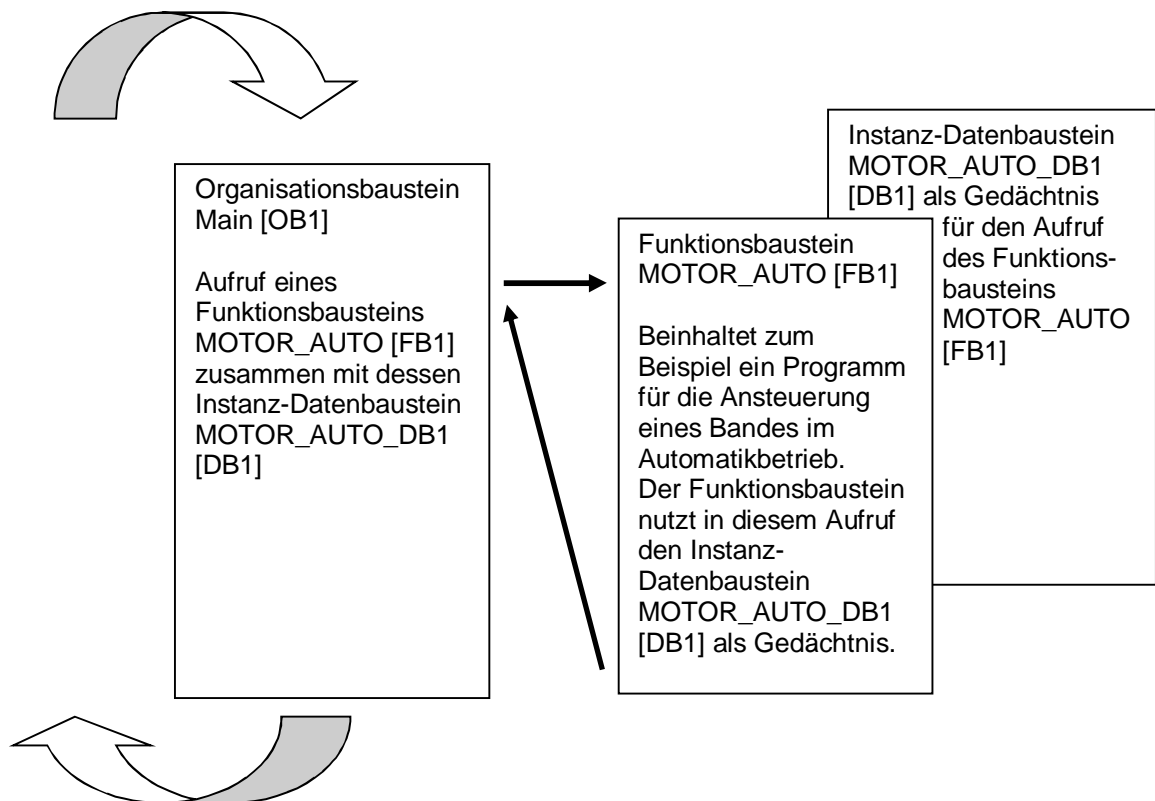 Organisationsbaustein
Main [OB1]
Aufruf eines
Funktionsbausteins
MOTOR_AUTO [FB1]
zusammen mit dessen
Instanz-Datenbaustein
MOTOR_AUTO_DB1
[DB1]
Funktionsbaustein
MOTOR_AUTO [FB1]
Beinhaltet zum
Beispiel ein Programm
für die Ansteuerung
eines Bandes im
Automatikbetrieb.
Der Funktionsbaustein
nutzt in diesem Aufruf
den Instanz-
Datenbaustein
MOTOR_AUTO_DB1
[DB1] als Gedächtnis.
Instanz-Datenbaustein
MOTOR_AUTO_DB1
[DB1] als Gedächtnis
für den Aufruf
des Funktions-
bausteins
MOTOR_AUTO
[FB1]